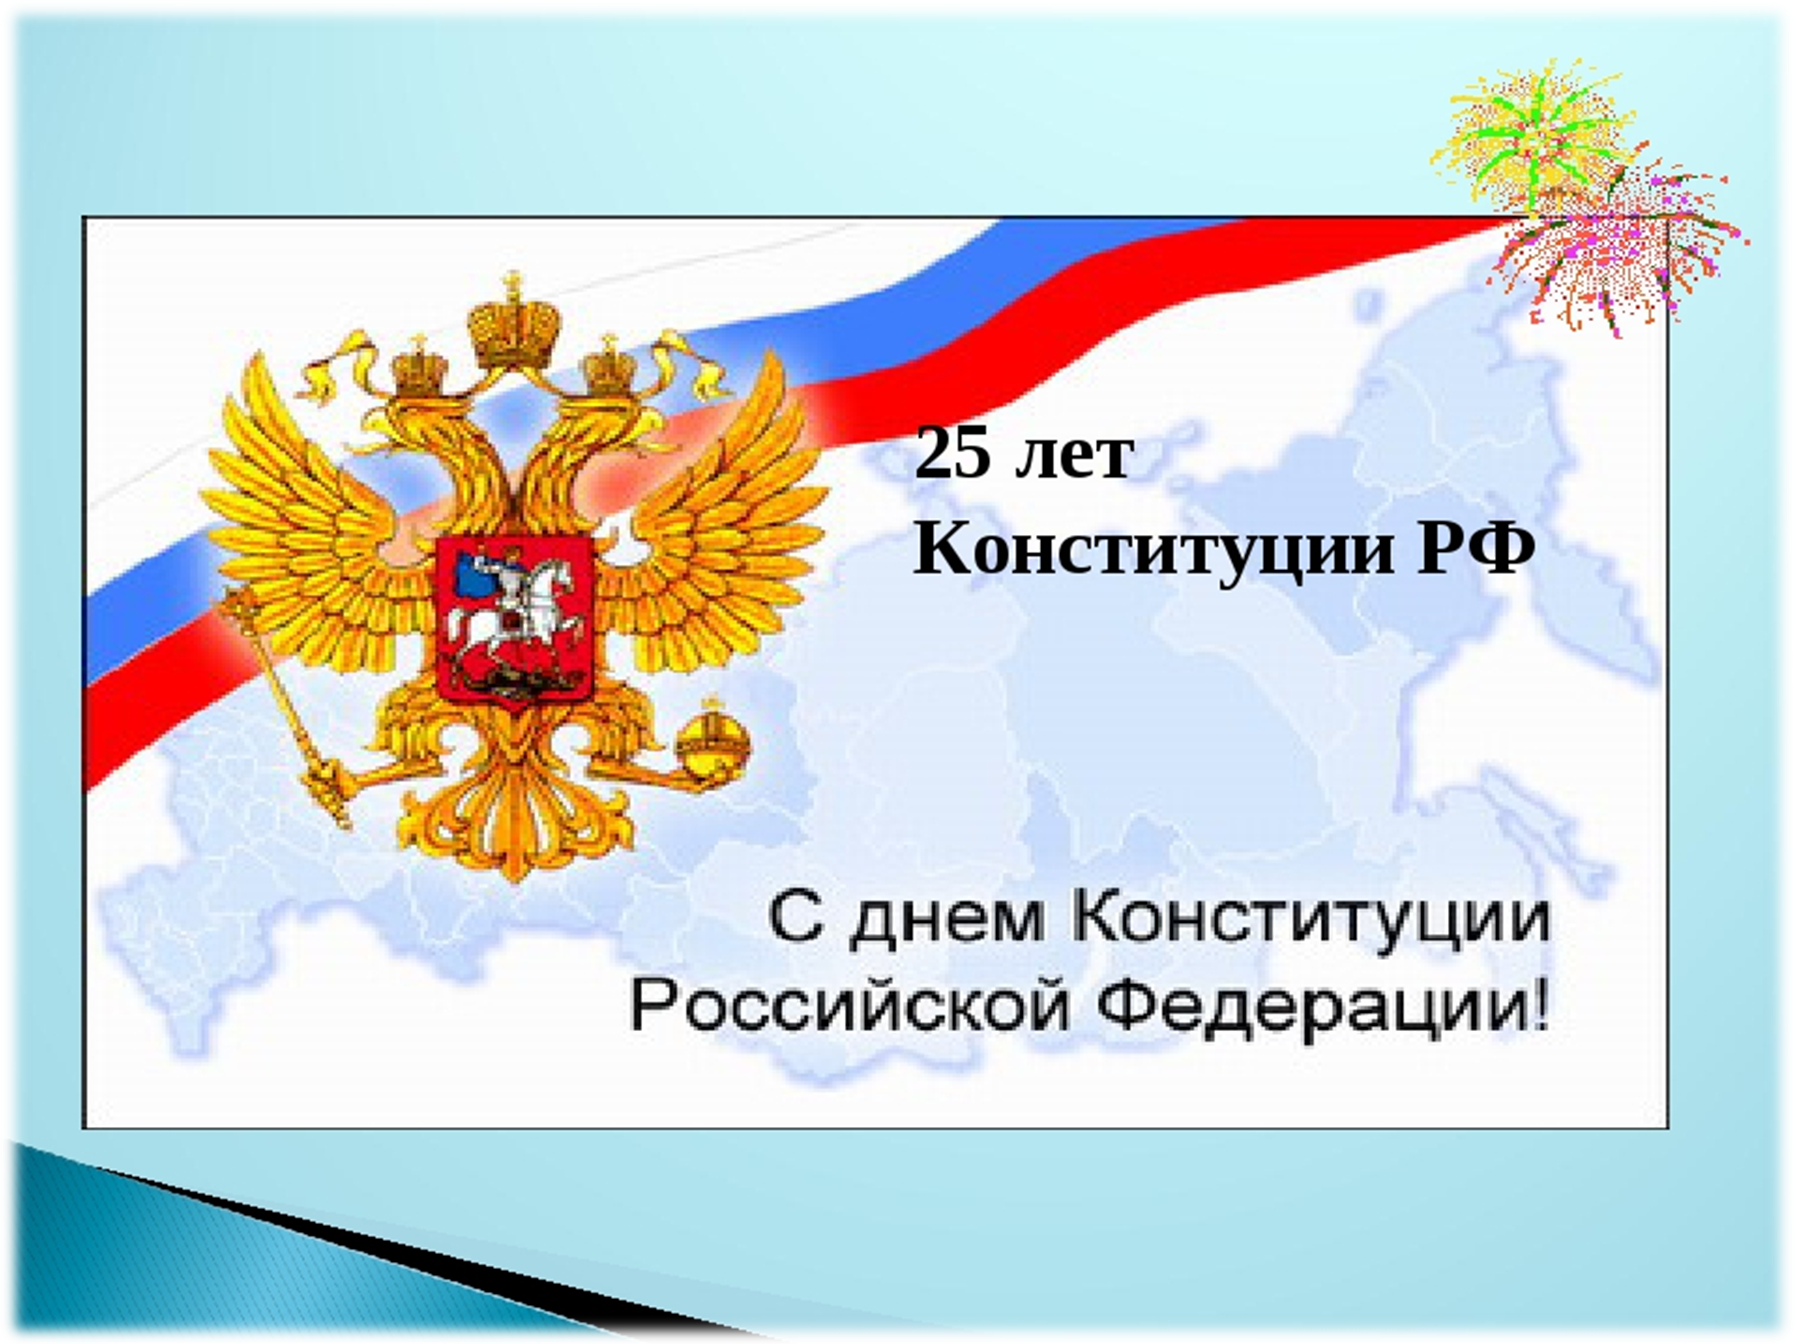 25 лет
Конституции РФ
С днем Конституции
Российской Федерации!